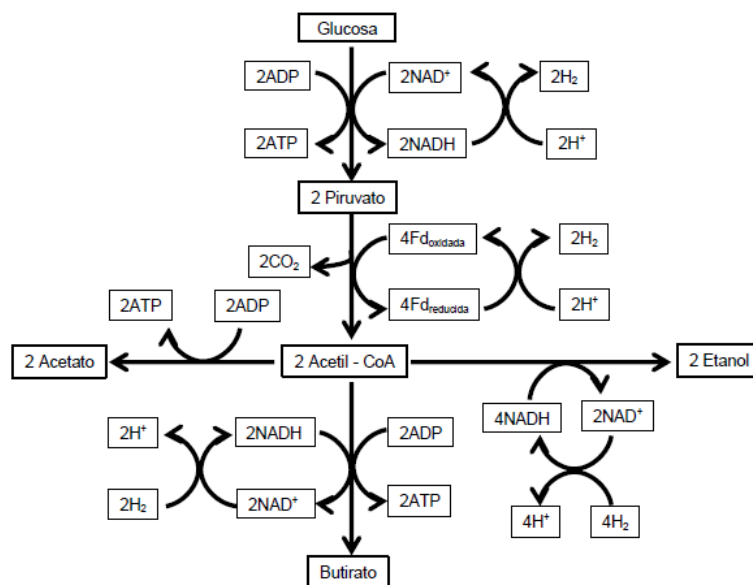 Glucosa
2ADP
2NAD⁺
2H₂
2ATP
2NADH
2H⁺
2 Piruvato
4Fdoxidada
2H₂
2CO₂
4Fdreducida
2H⁺
2ATP
2ADP
2 Acetato
2 Acetil - CoA
2 Etanol
2H⁺
2NADH
2ADP
4NADH
2NAD⁺
2H₂
2NAD⁺
2ATP
4H⁺
4H₂
Butirato